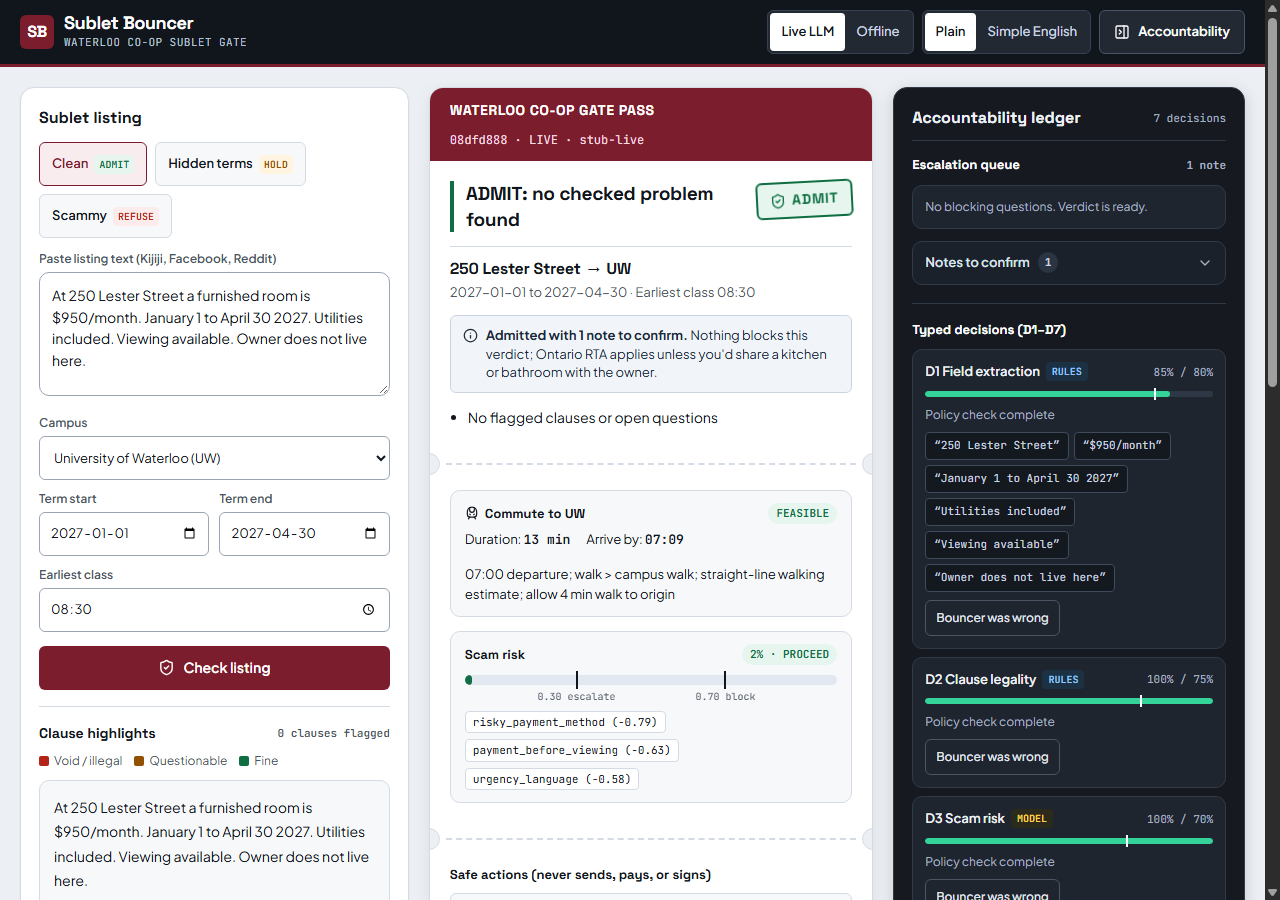 SB
Sublet Bouncer
WATERLOO CO-OP SUBLET GATE
Live LLM
Offline
Plain
Simple English
Accountability
Sublet listing
Clean ADMIT
Hidden terms HOLD
Scammy REFUSE
Paste listing text (Kijiji, Facebook, Reddit)
At 250 Lester Street a furnished room is
$950/month. January 1 to April 30 2027. Utilities
included. Viewing available. Owner does not live
here.
Campus
University of Waterloo (UW)
Term start
Term end
2027-01-01
2027-04-30
Earliest class
08:30
Check listing
Clause highlights
0 clauses flagged
Void / illegal
Questionable
Fine
At 250 Lester Street a furnished room is
$950/month. January 1 to April 30 2027. Utilities
included. Viewing available. Owner does not live
here.
WATERLOO CO-OP GATE PASS
08dfd888 · LIVE · stub-live
ADMIT: no checked problem
found
ADMIT
250 Lester Street → UW
2027-01-01 to 2027-04-30 · Earliest class 08:30
Admitted with 1 note to confirm. Nothing blocks this
verdict; Ontario RTA applies unless you'd share a kitchen
or bathroom with the owner.
• No flagged clauses or open questions
Commute to UW
FEASIBLE
Duration: 13 min Arrive by: 07:09
07:00 departure; walk > campus walk; straight-line walking
estimate; allow 4 min walk to origin
Scam risk
2% · PROCEED
0.30 escalate
0.70 block
risky_payment_method (-0.79)
payment_before_viewing (-0.63)
urgency_language (-0.58)
Safe actions (never sends, pays, or signs)
Accountability ledger
7 decisions
Escalation queue
1 note
No blocking questions. Verdict is ready.
Notes to confirm 1
Typed decisions (D1–D7)
D1 Field extraction RULES
85% / 80%
Policy check complete
“250 Lester Street”
“$950/month”
“January 1 to April 30 2027”
“Utilities included”
“Viewing available”
“Owner does not live here”
Bouncer was wrong
D2 Clause legality RULES
100% / 75%
Policy check complete
Bouncer was wrong
D3 Scam risk MODEL
100% / 70%
Policy check complete
Bouncer was wrong